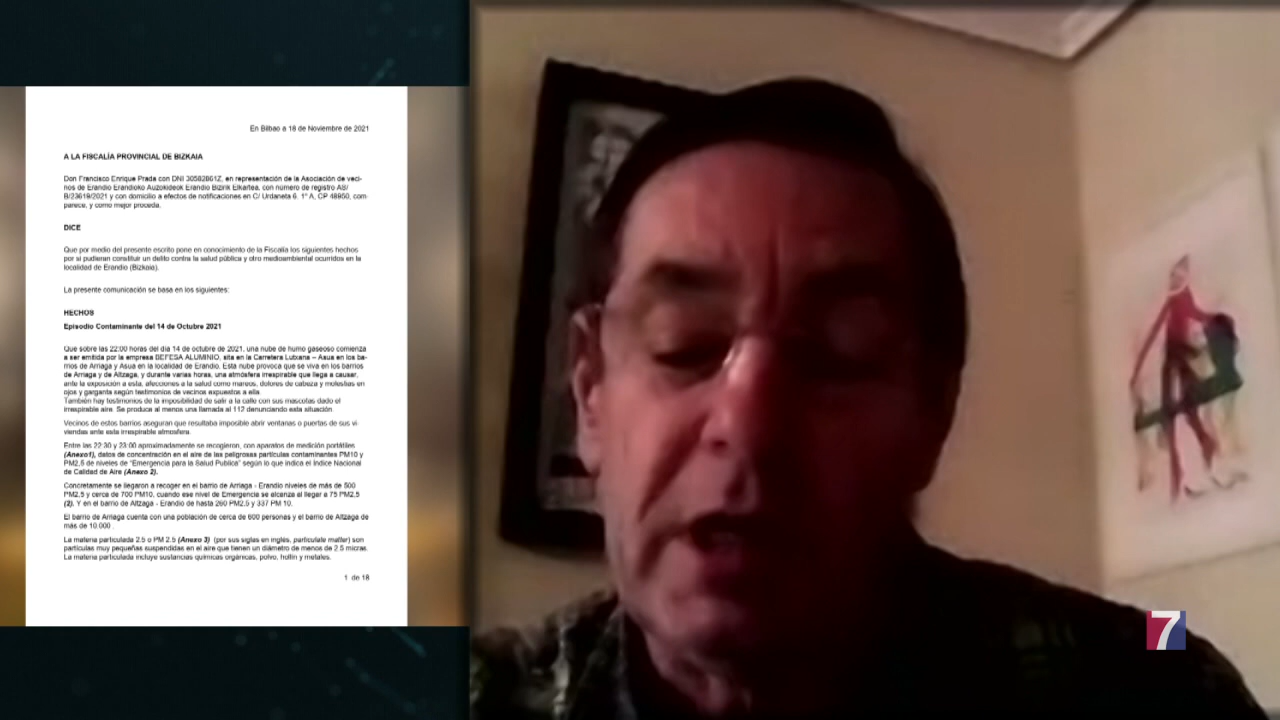 En Bilbao a 18 de Noviembre de 2021
A LA FISCALÍA PROVINCIAL DE BIZKAIA
Don Francisco Enrique Prada con DNI 30582861Z, en representación de la Asociación de veci-
nos de Erandio Erandioko Auzokideok Erandio Bizirik Elkartea, con número de registro AS/
B/23619/2021 y con domicilio a efectos de notificaciones en C/ Urdaneta 6. 1º A, CP 48950, com-
parece, y como mejor proceda.
DICE
Que por medio del presente escrito pone en conocimiento de la Fiscalía los siguientes hechos
por si pudieran constituir un delito contra la salud pública y otro medioambiental ocurridos en la
localidad de Erandio (Bizkaia).
La presente comunicación se basa en los siguientes:
HECHOS
Episodio Contaminante del 14 de Octubre 2021
Que sobre las 22:00 horas del día 14 de octubre de 2021, una nube de humo gaseoso comienza
a ser emitida por la empresa BEFESA ALUMINIO, sita en la Carretera Lutxana – Asua en los ba-
rrios de Arriaga y Asua en la localidad de Erandio. Esta nube provoca que se viva en los barrios
de Arriaga y de Altzaga, y durante varias horas, una atmósfera irrespirable que llega a causar,
ante la exposición a esta, afecciones a la salud como mareos, dolores de cabeza y molestias en
ojos y garganta según testimonios de vecinos expuestos a ella.
También hay testimonios de la imposibilidad de salir a la calle con sus mascotas dado el
irrespirable aire. Se produce al menos una llamada al 112 denunciando esta situación.
Vecinos de estos barrios aseguran que resultaba imposible abrir ventanas o puertas de sus vi-
viendas ante esta irrespirable atmosfera.
Entre las 22:30 y 23:00 aproximadamente se recogieron, con aparatos de medición portátiles
(Anexo1), datos de concentración en el aire de las peligrosas partículas contaminantes PM10 y
PM2,5 de niveles de “Emergencia para la Salud Publica” según lo que indica el Indice Nacional
de Calidad de Aire (Anexo 2).
Concretamente se llegaron a recoger en el barrio de Arriaga - Erandio niveles de más de 500
PM2.5 y cerca de 700 PM10, cuando ese nivel de Emergencia se alcanza al llegar a 75 PM2.5
(2). Y en el barrio de Altzaga - Erandio de hasta 260 PM2.5 y 337 PM 10.
El barrio de Arriaga cuenta con una población de cerca de 600 personas y el barrio de Altzaga de
más de 10.000 .
La materia particulada 2.5 o PM 2.5 (Anexo 3) (por sus siglas en inglés, particulate matter) son
partículas muy pequeñas suspendidas en el aire que tienen un diámetro de menos de 2.5 micras.
La materia particulada incluye sustancias químicas orgánicas, polvo, hollín y metales.
1 de 18
7